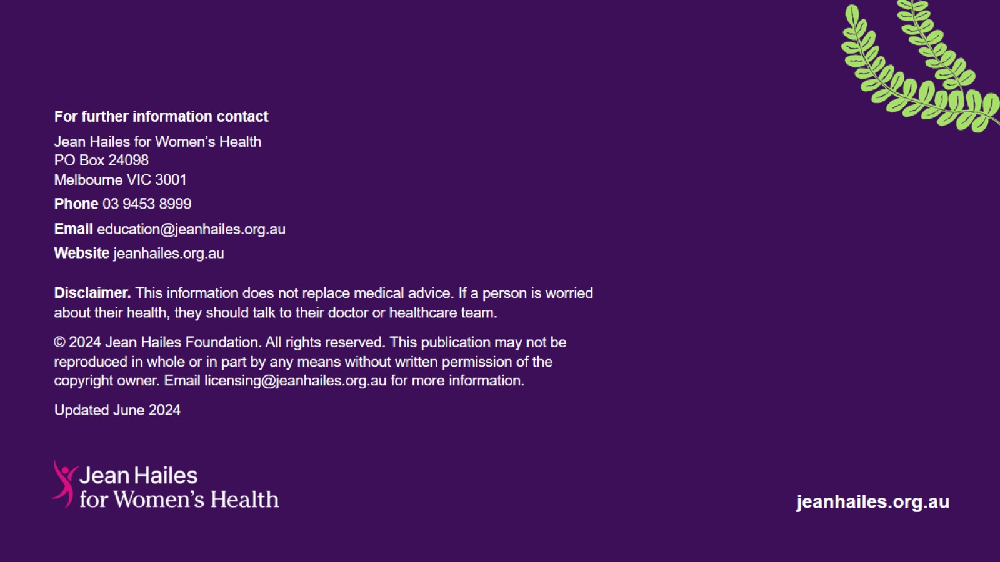 For further information contact
Jean Hailes for Women’s Health
PO Box 24098
Melbourne VIC 3001
Phone 03 9453 8999
Email education@jeanhailes.org.au
Website jeanhailes.org.au
Disclaimer. This information does not replace medical advice. If a person is worried
about their health, they should talk to their doctor or healthcare team.
© 2024 Jean Hailes Foundation. All rights reserved. This publication may not be
reproduced in whole or in part by any means without written permission of the
copyright owner. Email licensing@jeanhailes.org.au for more information.
Updated June 2024
Jean Hailes
for Women’s Health
jeanhailes.org.au